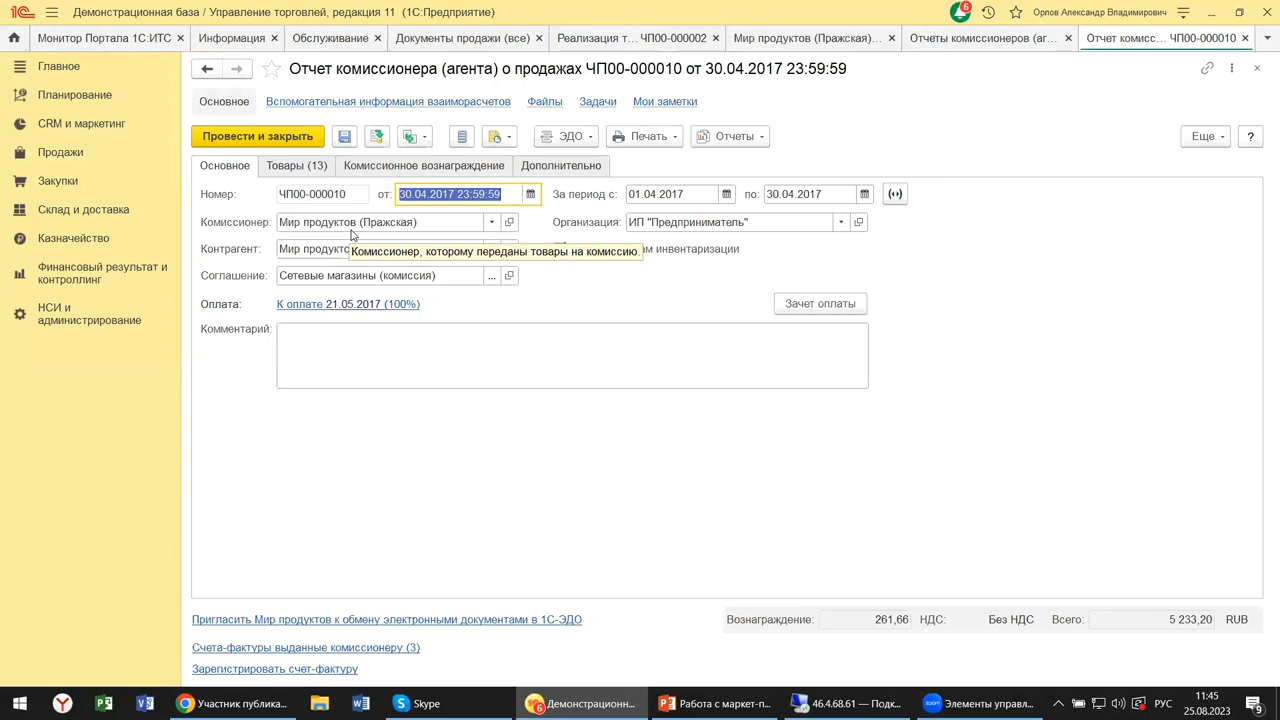 Демонстрационная база / Управление торговлей, редакция 11 (1С:Предприятие)
6
Орлов Александр Владимирович
Монитор Портала 1С:ИТС
Информация
Обслуживание
Документы продажи (все)
Реализация т... ЧП00-000002
Мир продуктов (Пражская)...
Отчеты комиссионеров (аг...
Отчет комисс... ЧП00-000010
Главное
Планирование
CRM и маркетинг
Продажи
Закупки
Склад и доставка
Казначейство
Финансовый результат и
контроллинг
НСИ и
администрирование
Отчет комиссионера (агента) о продажах ЧП00-000010 от 30.04.2017 23:59:59
Основное Вспомогательная информация взаиморасчетов Файлы Задачи Мои заметки
Провести и закрыть ЭДО Печать Отчеты Еще ?
Основное Товары (13) Комиссионное вознаграждение Дополнительно
Номер: ЧП00-000010 от: 30.04.2017 23:59:59 За период с: 01.04.2017 по: 30.04.2017
Комиссионер: Мир продуктов (Пражская) Организация: ИП "Предприниматель"
Контрагент: Мир продукто м инвентаризации
Комиссионер, которому переданы товары на комиссию.
Соглашение: Сетевые магазины (комиссия) ...
Оплата: К оплате 21.05.2017 (100%) Зачет оплаты
Комментарий:
Пригласить Мир продуктов к обмену электронными документами в 1С-ЭДО
Вознаграждение: 261,66 НДС: Без НДС Всего: 5 233,20 RUB
Счета-фактуры выданные комиссионеру (3)
Зарегистрировать счет-фактуру
Участник публика...
Skype
6
Демонстрационн...
Работа с маркет-п...
46.4.68.61 — Подк...
zoom
Элементы управл...
РУС
11:45
25.08.2023
9